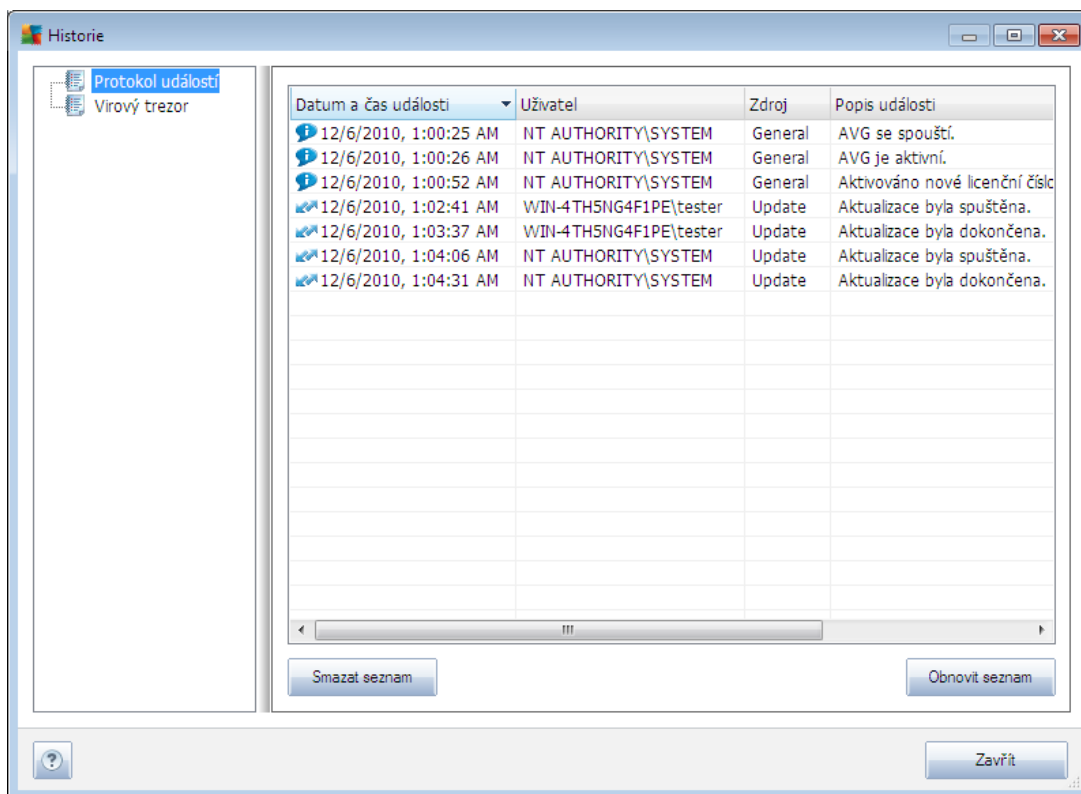 Historie
Protokol událostí
Virový trezor
Datum a čas události Uživatel Zdroj Popis události
12/6/2010, 1:00:25 AM NT AUTHORITY\SYSTEM General AVG se spouští.
12/6/2010, 1:00:26 AM NT AUTHORITY\SYSTEM General AVG je aktivní.
12/6/2010, 1:00:52 AM NT AUTHORITY\SYSTEM General Aktivováno nové licenční
12/6/2010, 1:02:41 AM WIN-4TH5NG4F1PE\tester Update Aktualizace byla spuštěna.
12/6/2010, 1:03:37 AM WIN-4TH5NG4F1PE\tester Update Aktualizace byla dokončena.
12/6/2010, 1:04:06 AM NT AUTHORITY\SYSTEM Update Aktualizace byla spuštěna.
12/6/2010, 1:04:31 AM NT AUTHORITY\SYSTEM Update Aktualizace byla dokončena.
Smazat seznam Obnovit seznam
? Zavřít